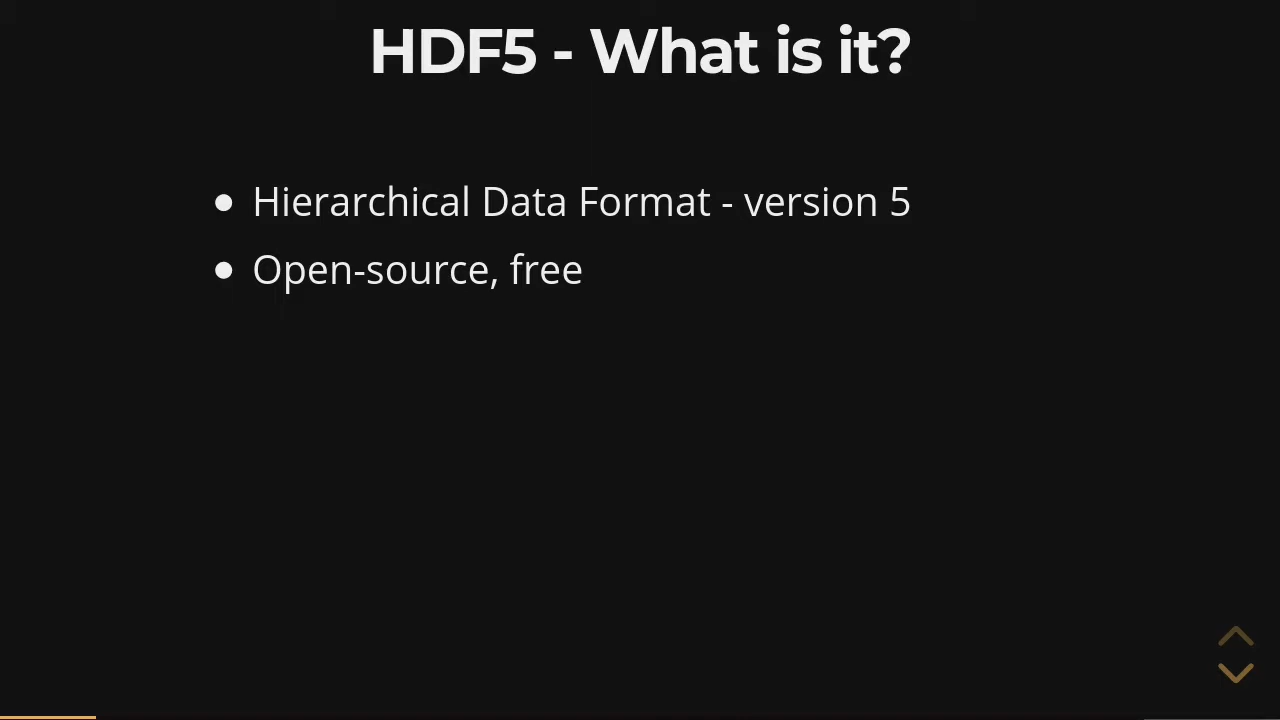 HDF5 - What is it?
Hierarchical Data Format - version 5
Open-source, free